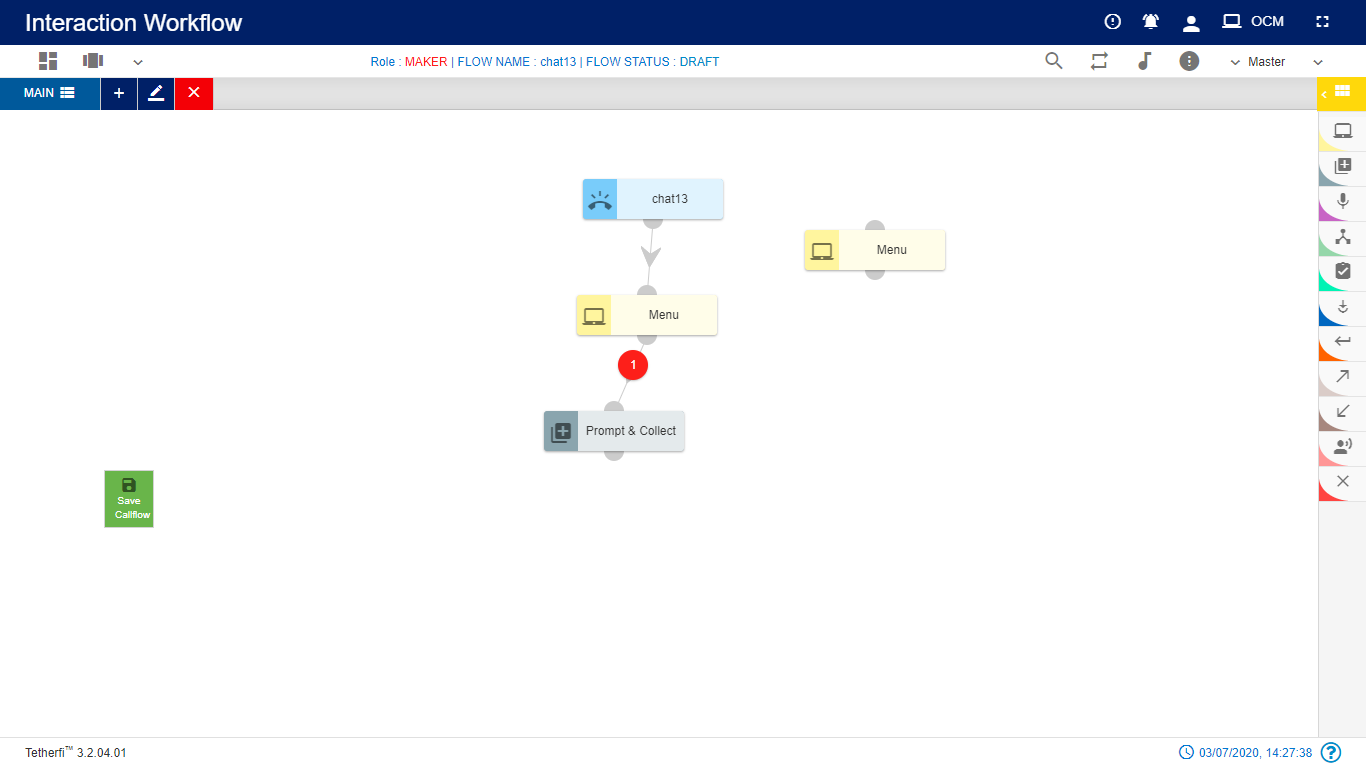 Interaction Workflow
OCM
Role : MAKER | FLOW NAME : chat13 | FLOW STATUS : DRAFT
Master
MAIN
chat13
Menu
Menu
1
Prompt & Collect
Save
Callflow
Tetherfi™ 3.2.04.01
03/07/2020, 14:27:38